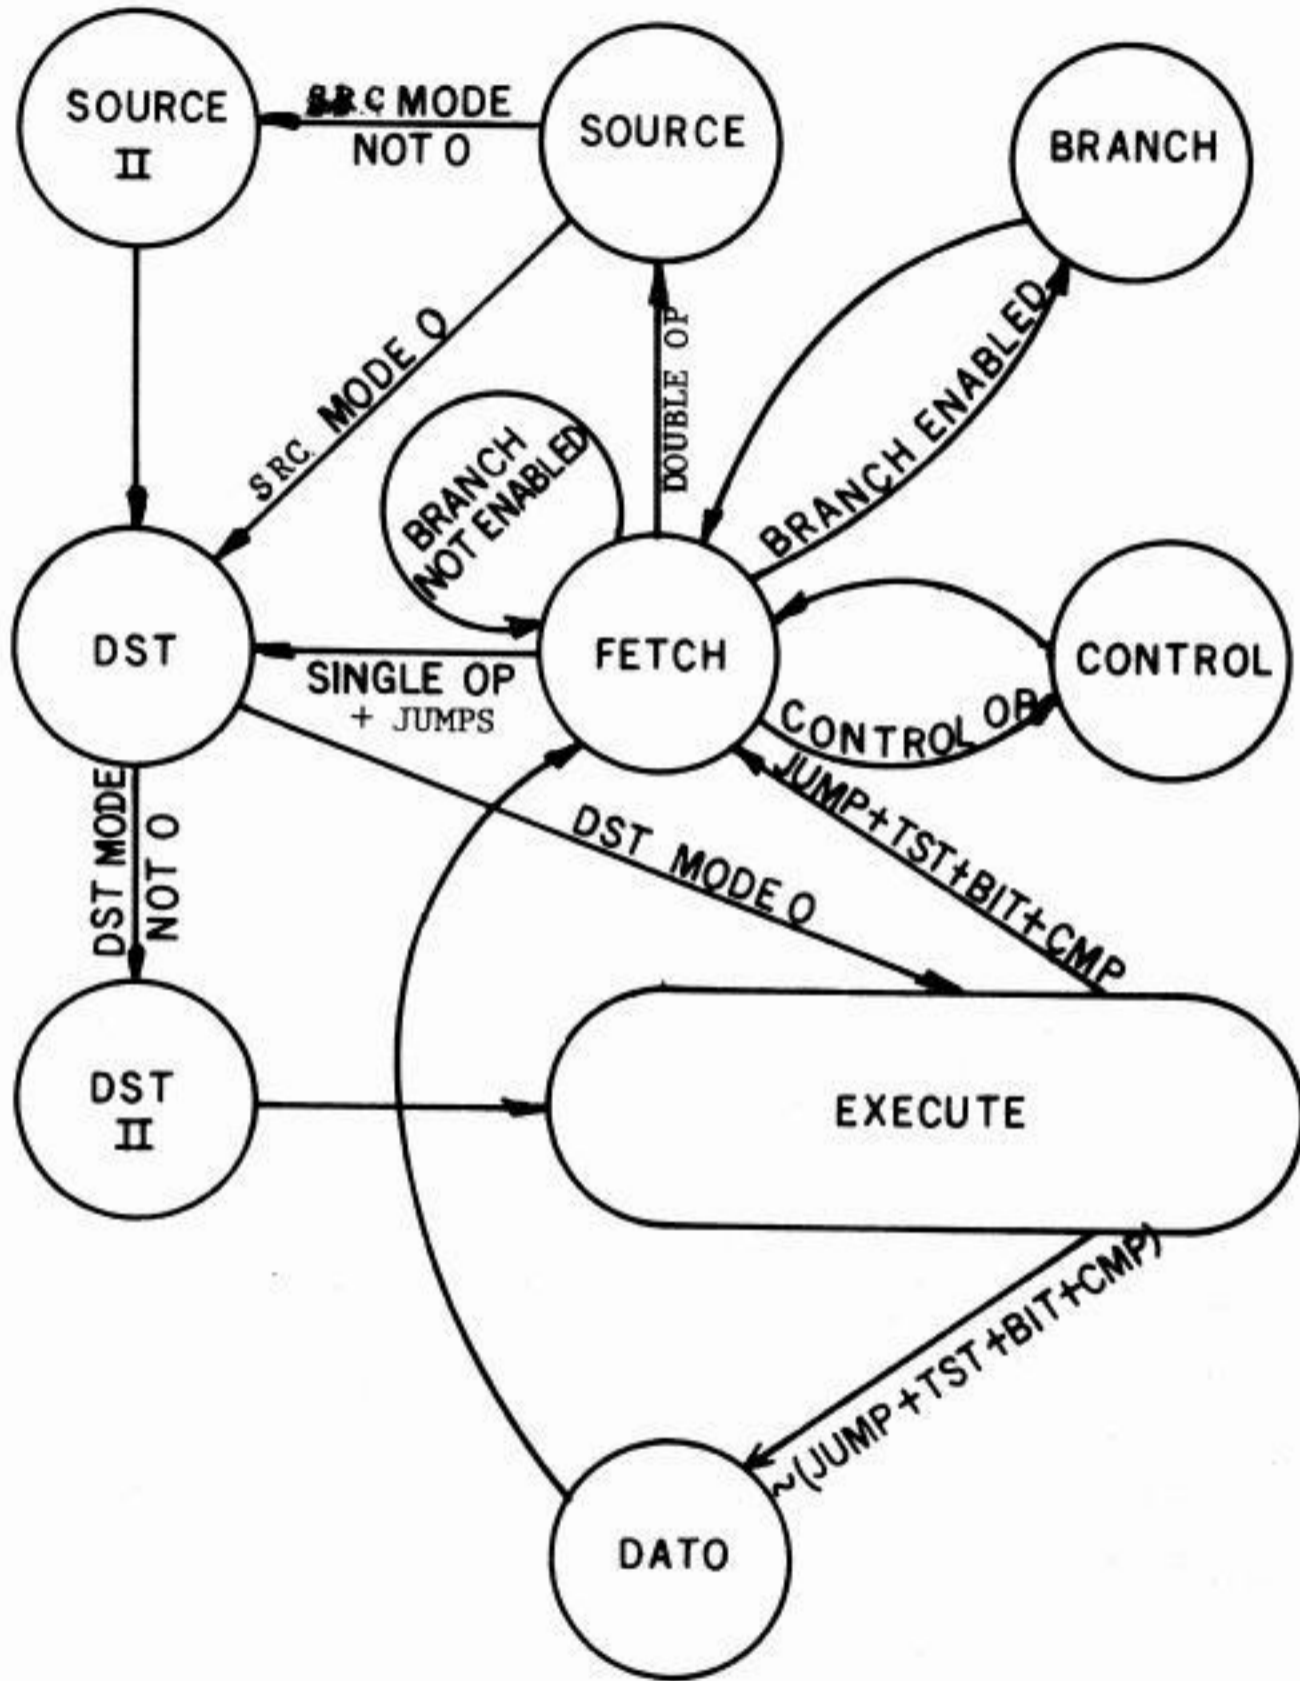 SOURCE
II
SRC MODE
NOT 0
SOURCE
BRANCH
SRC. MODE 0
DOUBLE OP
BRANCH
NOT ENABLED
BRANCH ENABLED
DST
SINGLE OP
+ JUMPS
FETCH
CONTROL
CONTROL OP
DST MODE
NOT 0
DST MODE 0
JUMP+TST+BIT+CMP
DST
II
EXECUTE
~(JUMP+TST+BIT+CMP)
DATO